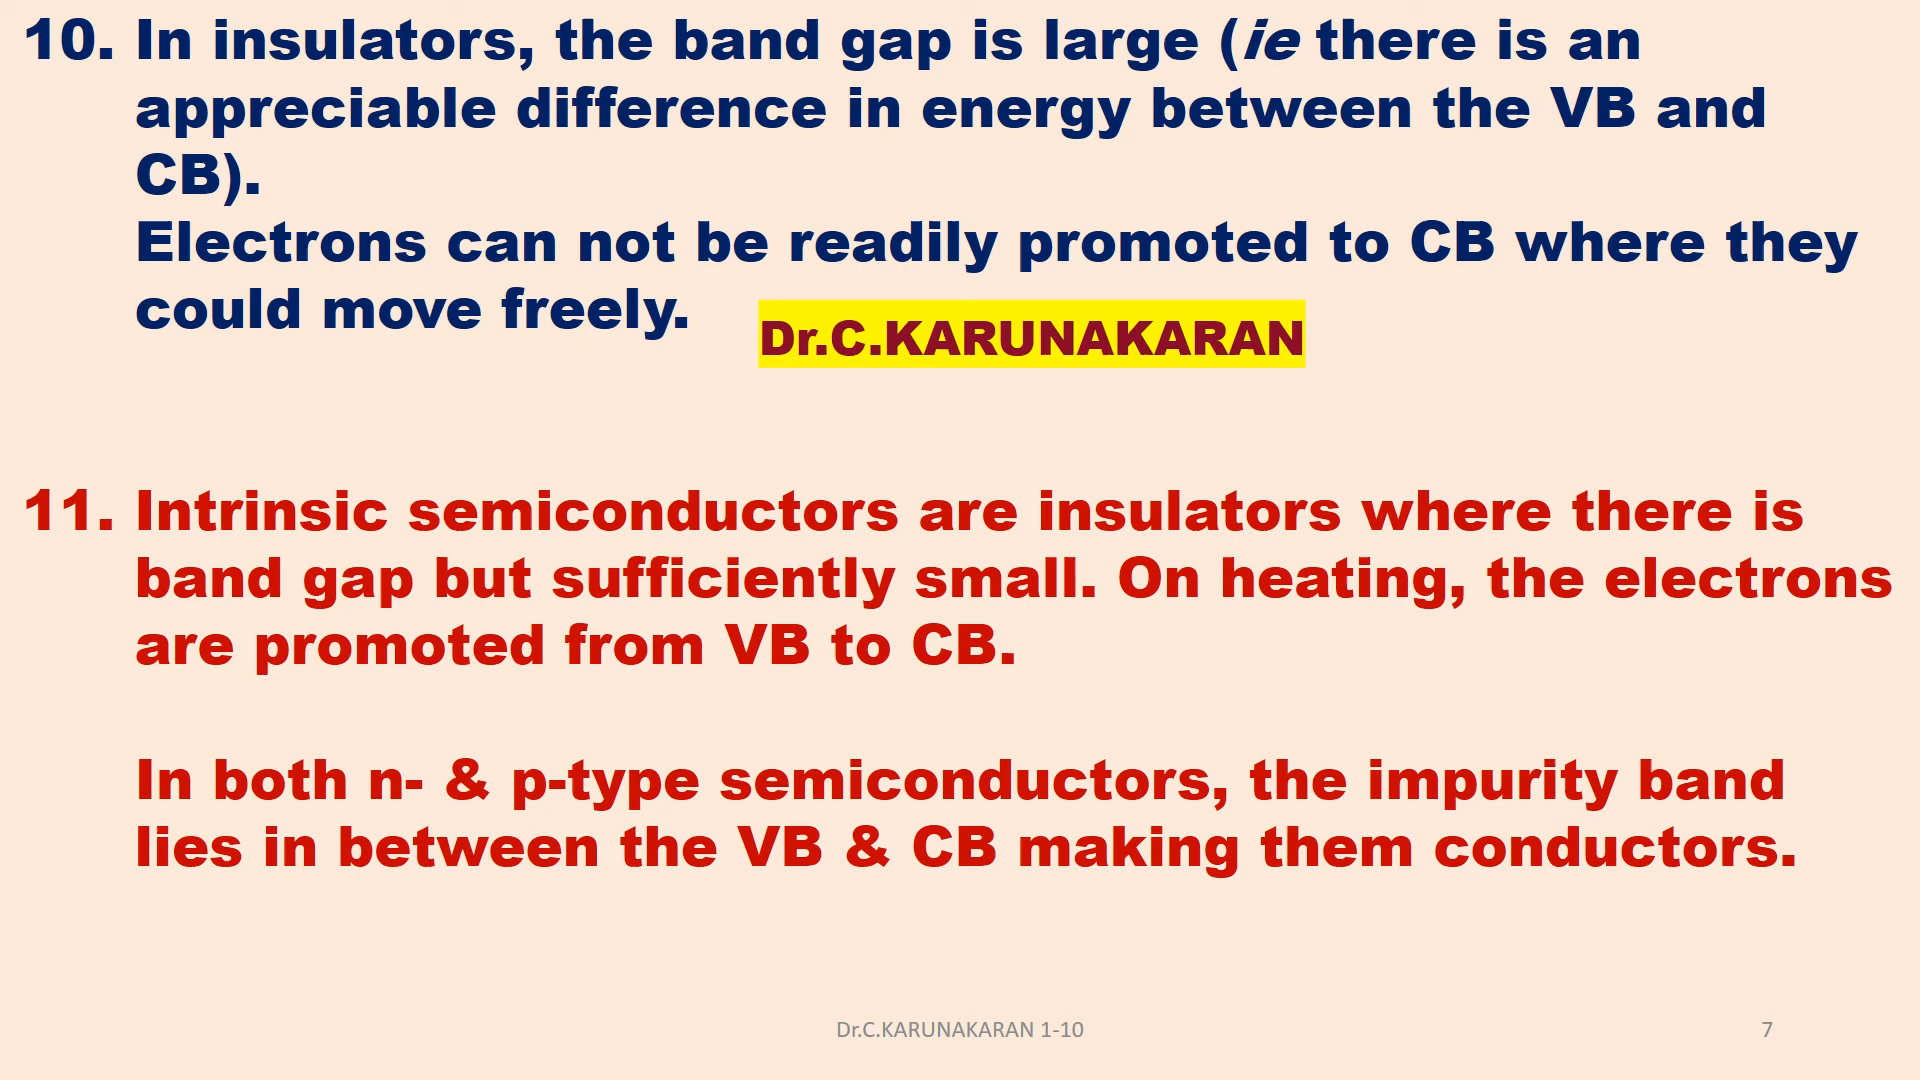 10. In insulators, the band gap is large (ie there is an
appreciable difference in energy between the VB and
CB).
Electrons can not be readily promoted to CB where they
could move freely.
Dr.C.KARUNAKARAN
11. Intrinsic semiconductors are insulators where there is
band gap but sufficiently small. On heating, the electrons
are promoted from VB to CB.
In both n- & p-type semiconductors, the impurity band
lies in between the VB & CB making them conductors.
Dr.C.KARUNAKARAN 1-10
7